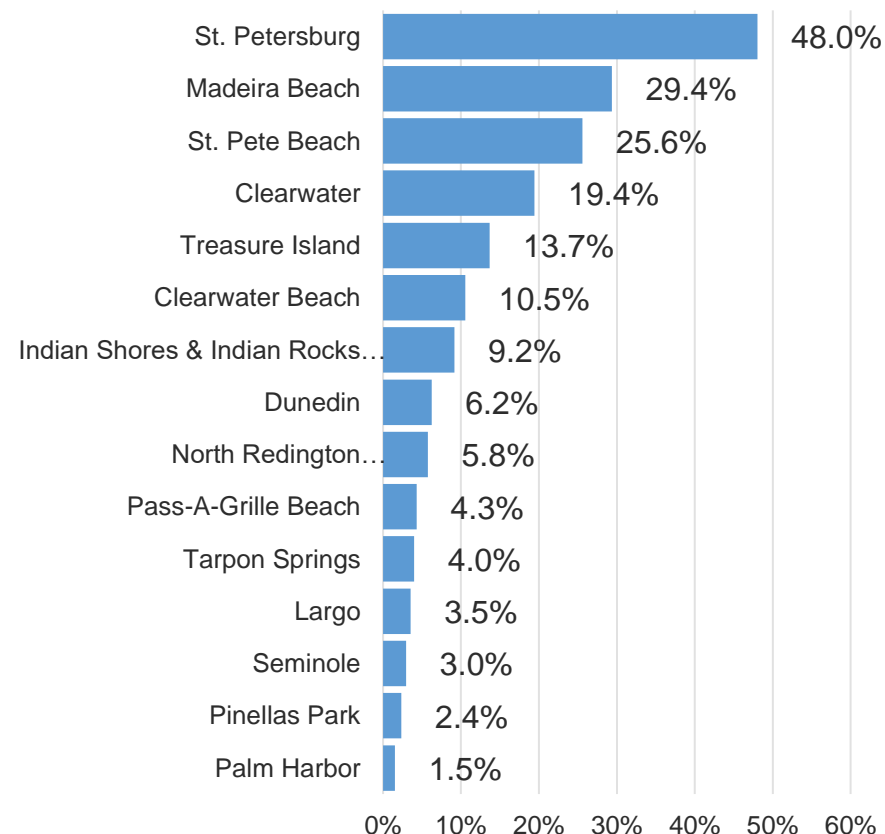 St. Petersburg 48.0%
Madeira Beach 29.4%
St. Pete Beach 25.6%
Clearwater 19.4%
Treasure Island 13.7%
Clearwater Beach 10.5%
Indian Shores & Indian Rocks… 9.2%
Dunedin 6.2%
North Redington… 5.8%
Pass-A-Grille Beach 4.3%
Tarpon Springs 4.0%
Largo 3.5%
Seminole 3.0%
Pinellas Park 2.4%
Palm Harbor 1.5%
0% 10% 20% 30% 40% 50% 60%